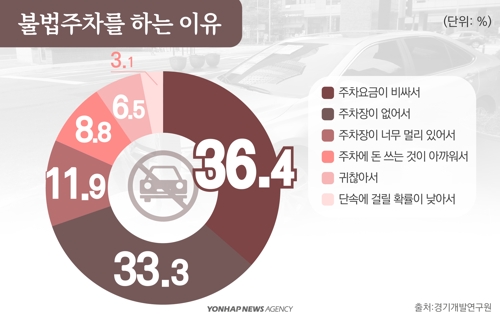 불법주차를 하는 이유
(단위: %)
3.1
6.5
8.8
11.9
33.3
36.4
주차요금이 비싸서
주차장이 없어서
주차장이 너무 멀리 있어서
주차에 돈 쓰는 것이 아까워서
귀찮아서
단속에 걸릴 확률이 낮아서
YONHAP NEWS AGENCY
출처:경기개발연구원